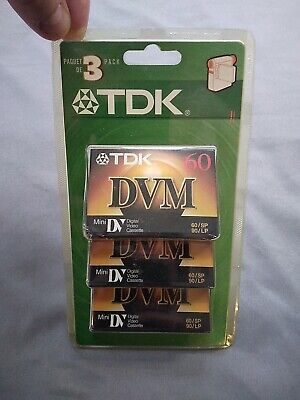 PAQUET 3 PACK
DE
TDK®
TDK 60
DVM
Mini DV Digital Video Cassette 60/SP 90/LP
DVM
Mini DV Digital Video Cassette 60/SP 90/LP
DVM
Mini DV Digital Video Cassette 60/SP 90/LP